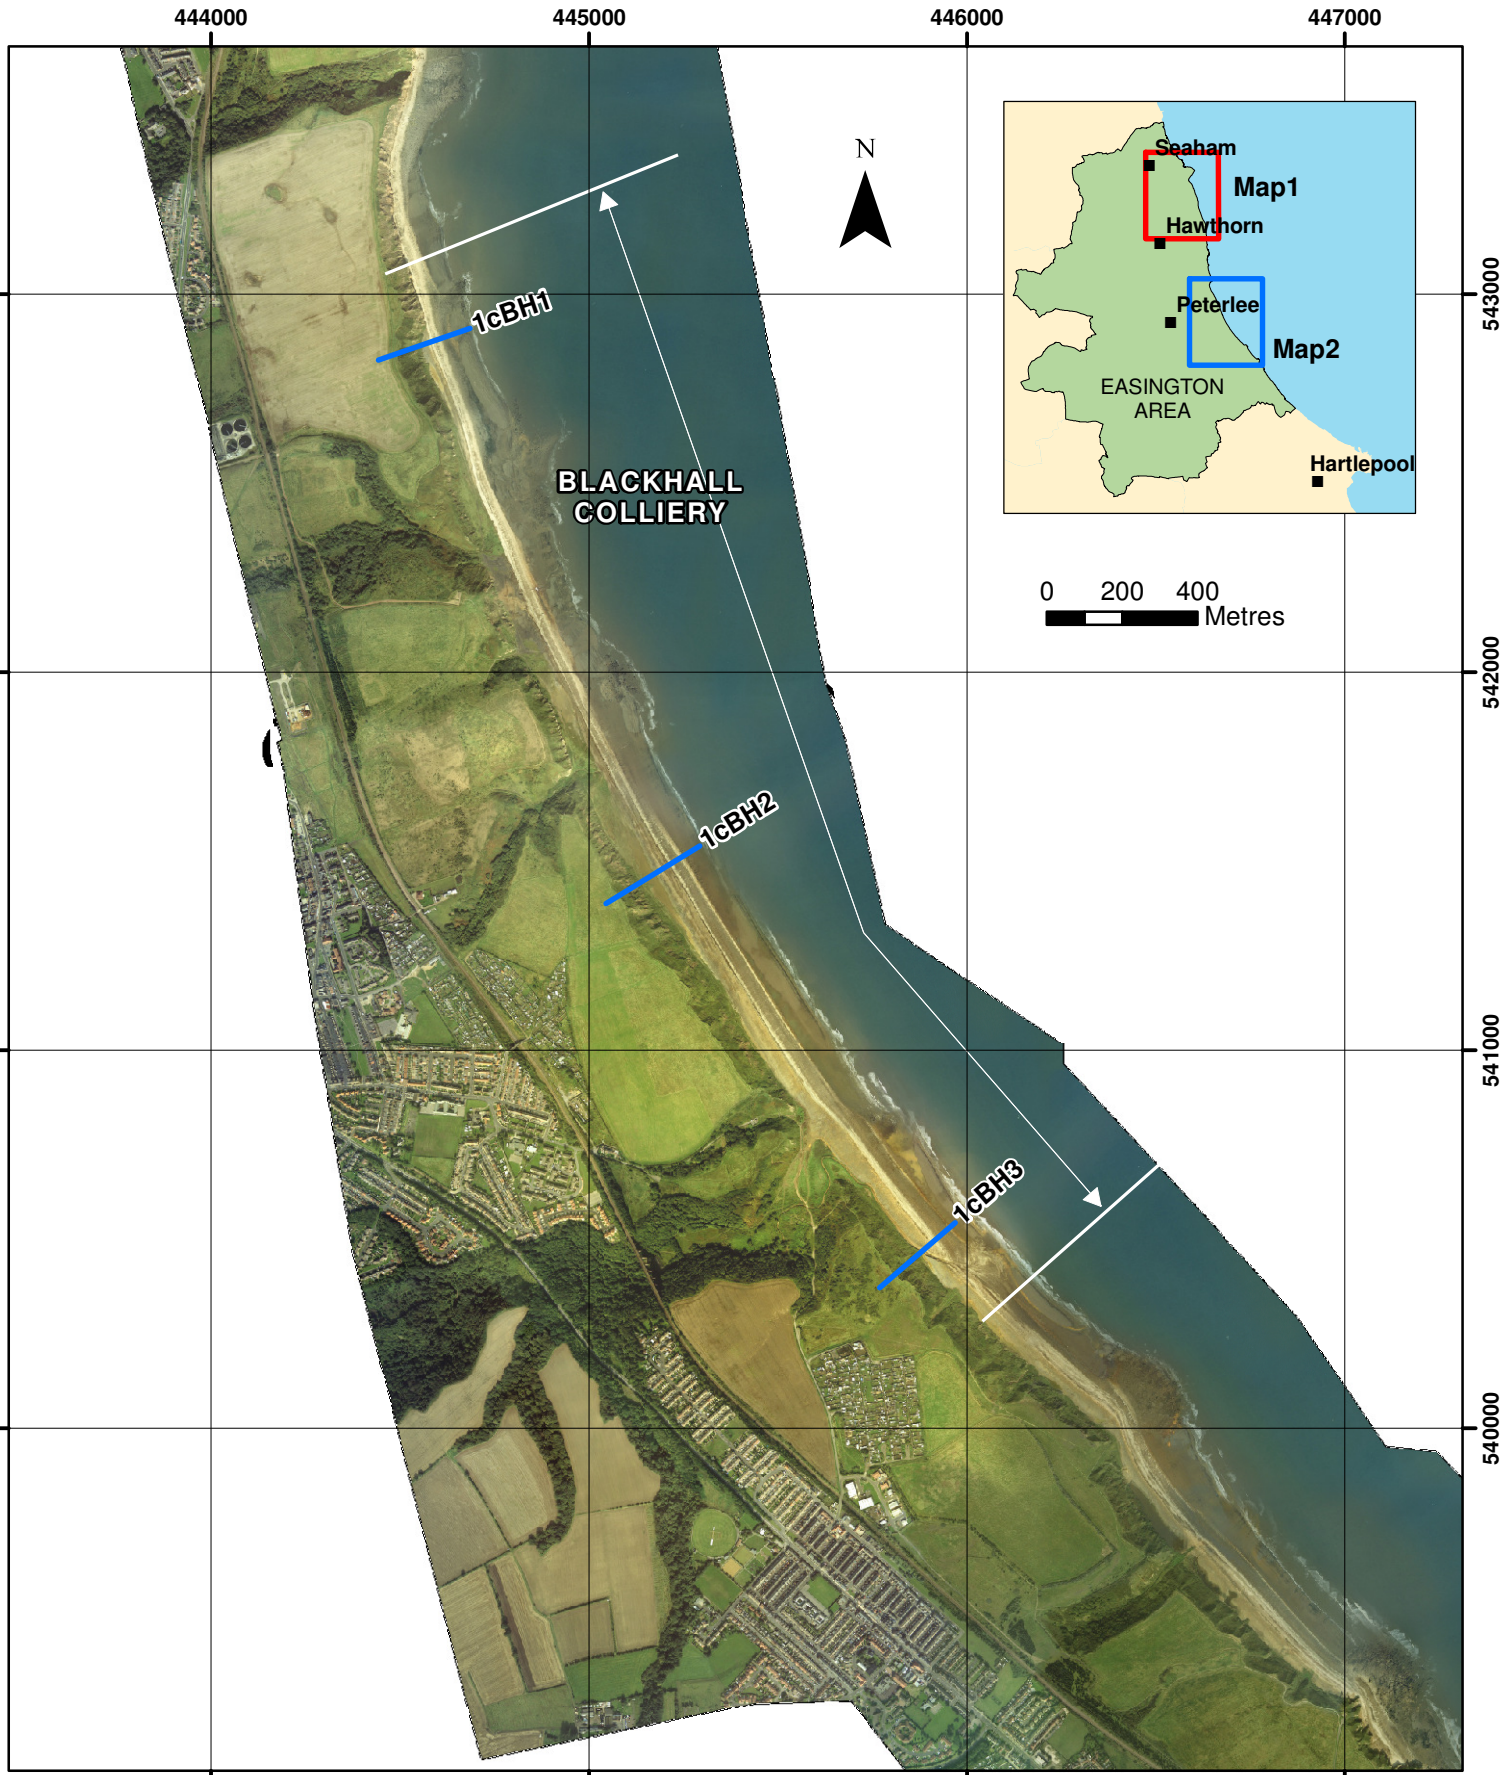 444000
445000
446000
447000
N
Seaham
Map1
Hawthorn
Peterlee
Map2
EASINGTON
AREA
Hartlepool
543000
1cBH1
BLACKHALL
COLLIERY
0 200 400
Metres
542000
1cBH2
541000
1cBH3
540000